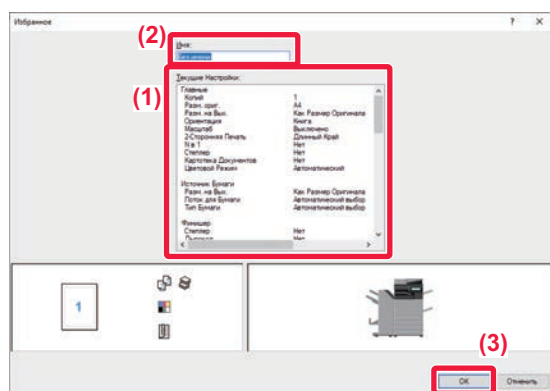 Избранное ? ×
(2)
Имя:
(1)
Текущие Настройки:
Главные
Копий 1
Разм. ориг. A4
Разм. на Вых. Как Размер Оригинала
Ориентация Книга
Масштаб Выключено
2-Сторонняя Печать Длинный Край
N в 1 Нет
Степлер Нет
Картотека Документов Нет
Цветовой Режим Автоматический
Источник Бумаги
Разм. на Вых. Как Размер Оригинала
Лоток для Бумаги Автоматический выбор
Тип Бумаги Автоматический выбор
Финишер
Степлер Нет
Нет
1
(3)
OK Отменить